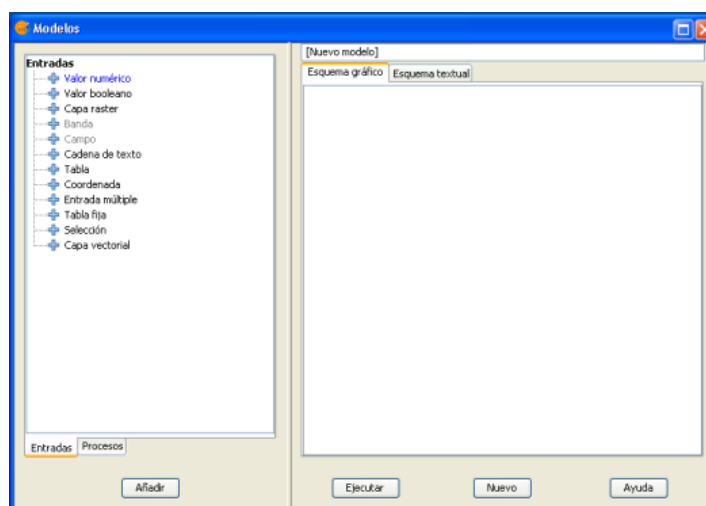 Modelos
Entradas
Valor numérico
Valor booleano
Capa raster
Banda
Campo
Cadena de texto
Tabla
Coordenada
Entrada múltiple
Tabla fija
Selección
Capa vectorial
Entradas Procesos
Añadir
[Nuevo modelo]
Esquema gráfico Esquema textual
Ejecutar Nuevo Ayuda